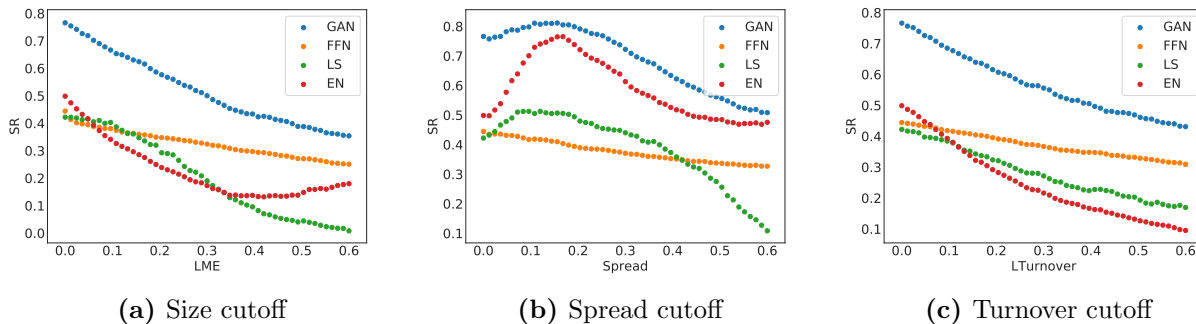 0.8
0.7
0.6
0.5
0.4
0.3
0.2
0.1
0.0
SR
0.0 0.1 0.2 0.3 0.4 0.5 0.6
LME
GAN
FFN
LS
EN
(a) Size cutoff
0.8
0.7
0.6
0.5
0.4
0.3
0.2
0.1
SR
0.0 0.1 0.2 0.3 0.4 0.5 0.6
Spread
GAN
FFN
LS
EN
(b) Spread cutoff
0.8
0.7
0.6
0.5
0.4
0.3
0.2
0.1
SR
0.0 0.1 0.2 0.3 0.4 0.5 0.6
LTurnover
GAN
FFN
LS
EN
(c) Turnover cutoff